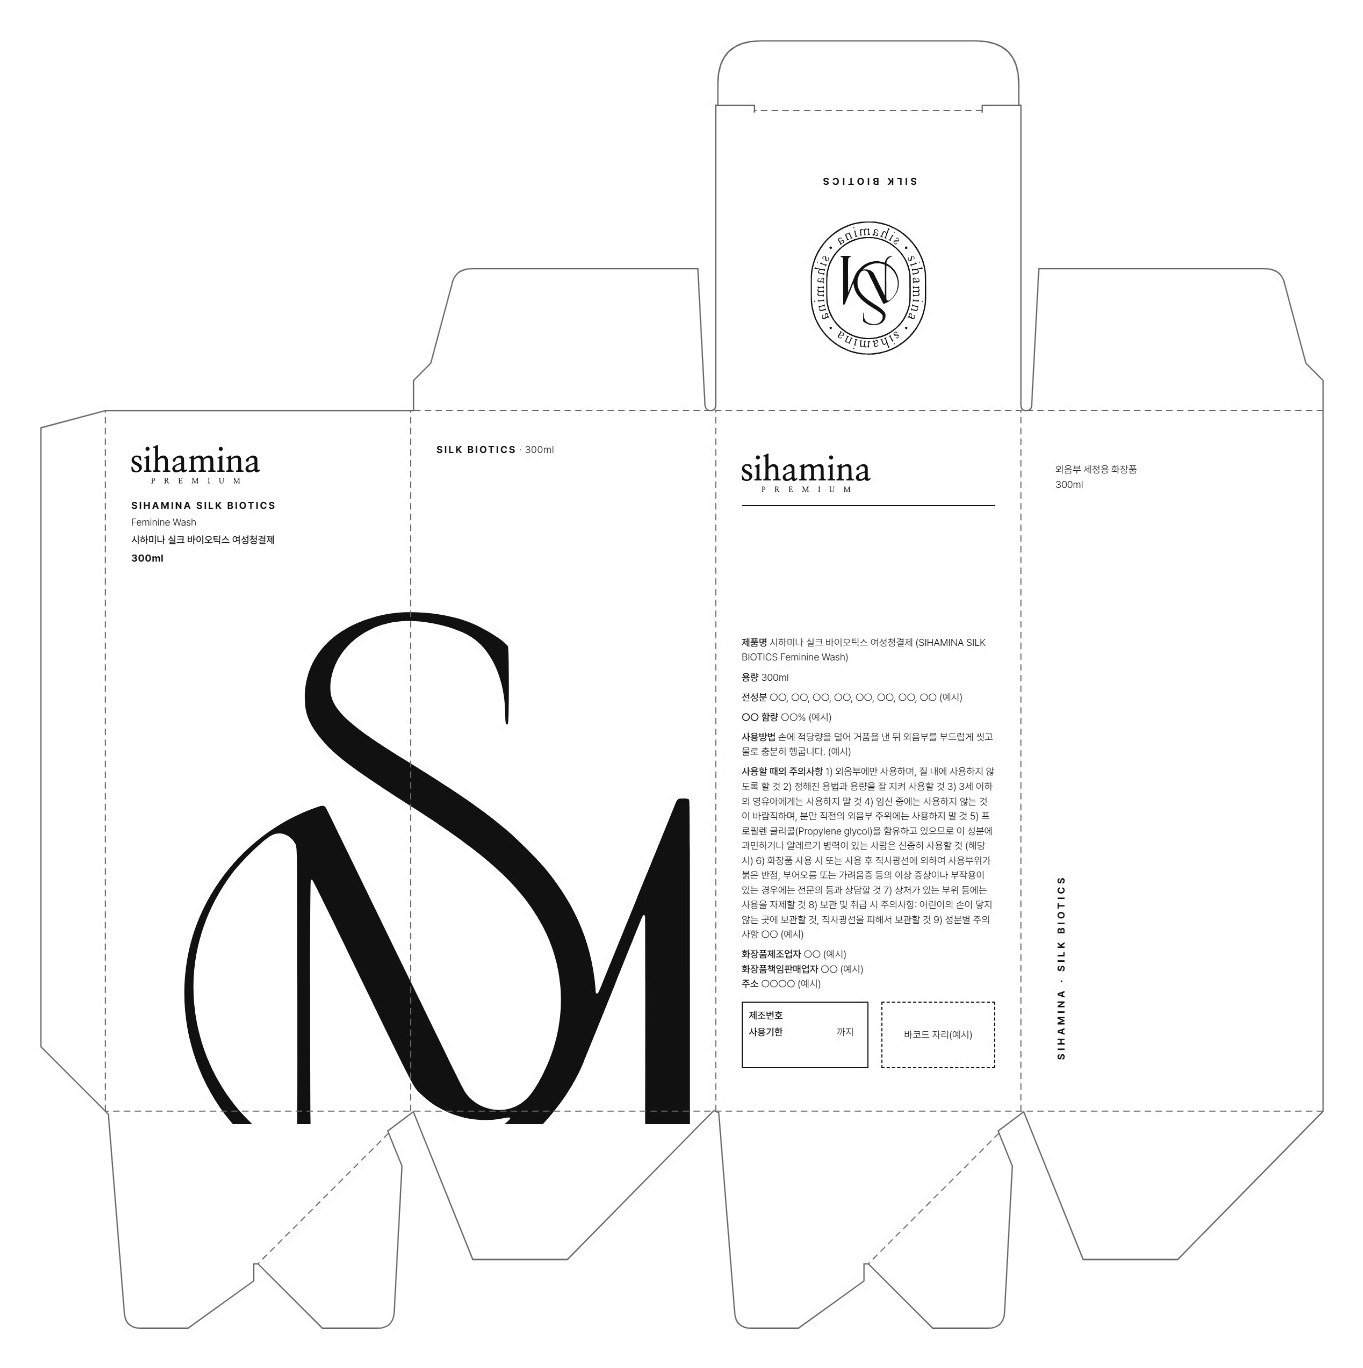 SILK BIOTICS
sihamina • sihamina • sihamina • sihamina •
sihamina
PREMIUM
SIHAMINA SILK BIOTICS
Feminine Wash
시하미나 실크 바이오틱스 여성청결제
300ml
SILK BIOTICS · 300ml
sihamina
PREMIUM
제품명 시하미나 실크 바이오틱스 여성청결제 (SIHAMINA SILK
BIOTICS Feminine Wash)
용량 300ml
전성분 ○○, ○○, ○○, ○○, ○○, ○○, ○○, ○○ (예시)
○○ 함량 ○○% (예시)
사용방법 손에 적당량을 덜어 거품을 낸 뒤 외음부를 부드럽게 씻고
물로 충분히 헹굽니다. (예시)
사용할 때의 주의사항 1) 외음부에만 사용하며, 질 내에 사용하지 않
도록 할 것 2) 정해진 용법과 용량을 잘 지켜 사용할 것 3) 3세 이하
의 영유아에게는 사용하지 말 것 4) 임신 중에는 사용하지 않는 것
이 바람직하며, 분만 직전의 외음부 주위에는 사용하지 말 것 5) 프
로필렌 글리콜(Propylene glycol)을 함유하고 있으므로 이 성분에
과민하거나 알레르기 병력이 있는 사람은 신중히 사용할 것 (해당
시) 6) 화장품 사용 시 또는 사용 후 직사광선에 의하여 사용부위가
붉은 반점, 부어오름 또는 가려움증 등의 이상 증상이나 부작용이
있는 경우에는 전문의 등과 상담할 것 7) 상처가 있는 부위 등에는
사용을 자제할 것 8) 보관 및 취급 시 주의사항: 어린이의 손이 닿지
않는 곳에 보관할 것, 직사광선을 피해서 보관할 것 9) 성분별 주의
사항 ○○ (예시)
화장품제조업자 ○○ (예시)
화장품책임판매업자 ○○ (예시)
주소 ○○○○ (예시)
제조번호
사용기한 까지
바코드 자리(예시)
외음부 세정용 화장품
300ml
SIHAMINA · SILK BIOTICS